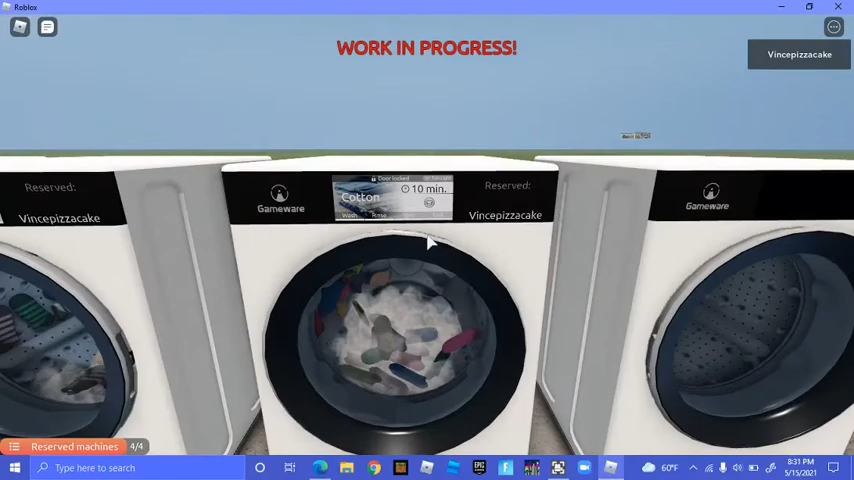 Roblox
WORK IN PROGRESS!
Vincepizzacake
Reserved:
Vincepizzacake
Gameware
Door locked
Cotton
10 min.
Wash Rinse
Reserved:
Vincepizzacake
Gameware
Reserved machines 4/4
Type here to search
EPIC
60°F
8:31 PM
5/15/2021